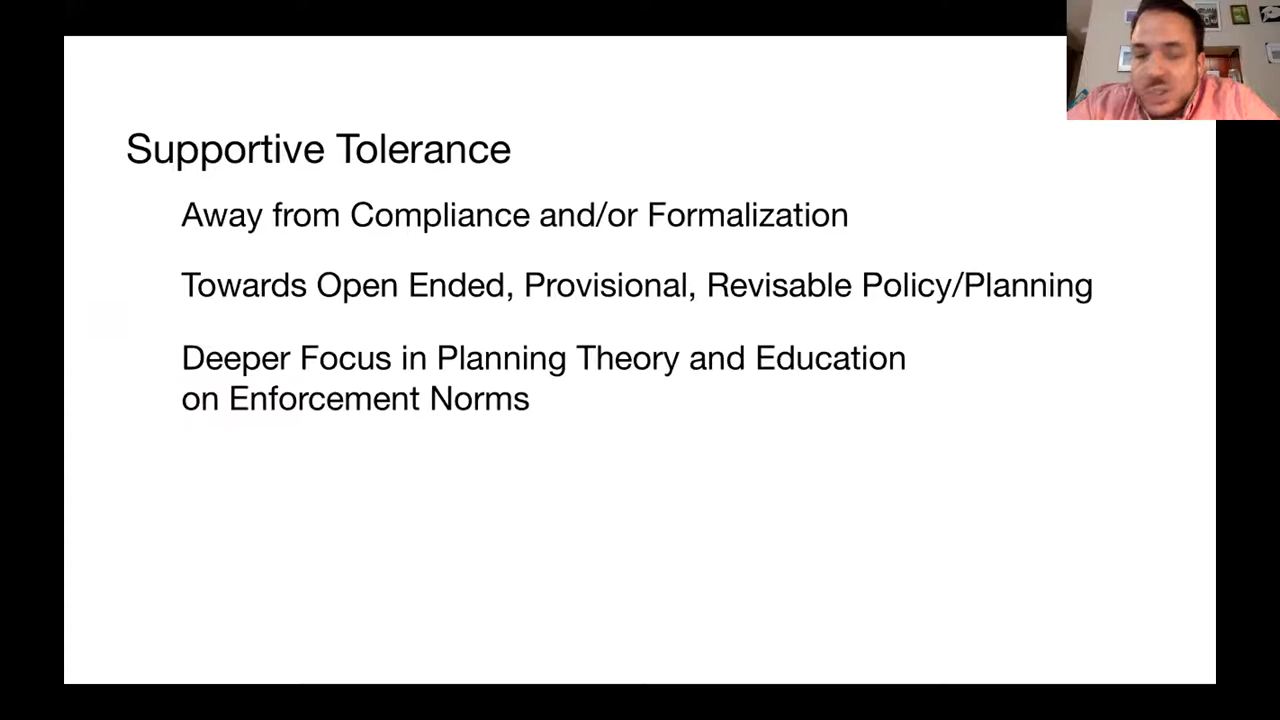 Supportive Tolerance
Away from Compliance and/or Formalization
Towards Open Ended, Provisional, Revisable Policy/Planning
Deeper Focus in Planning Theory and Education
on Enforcement Norms